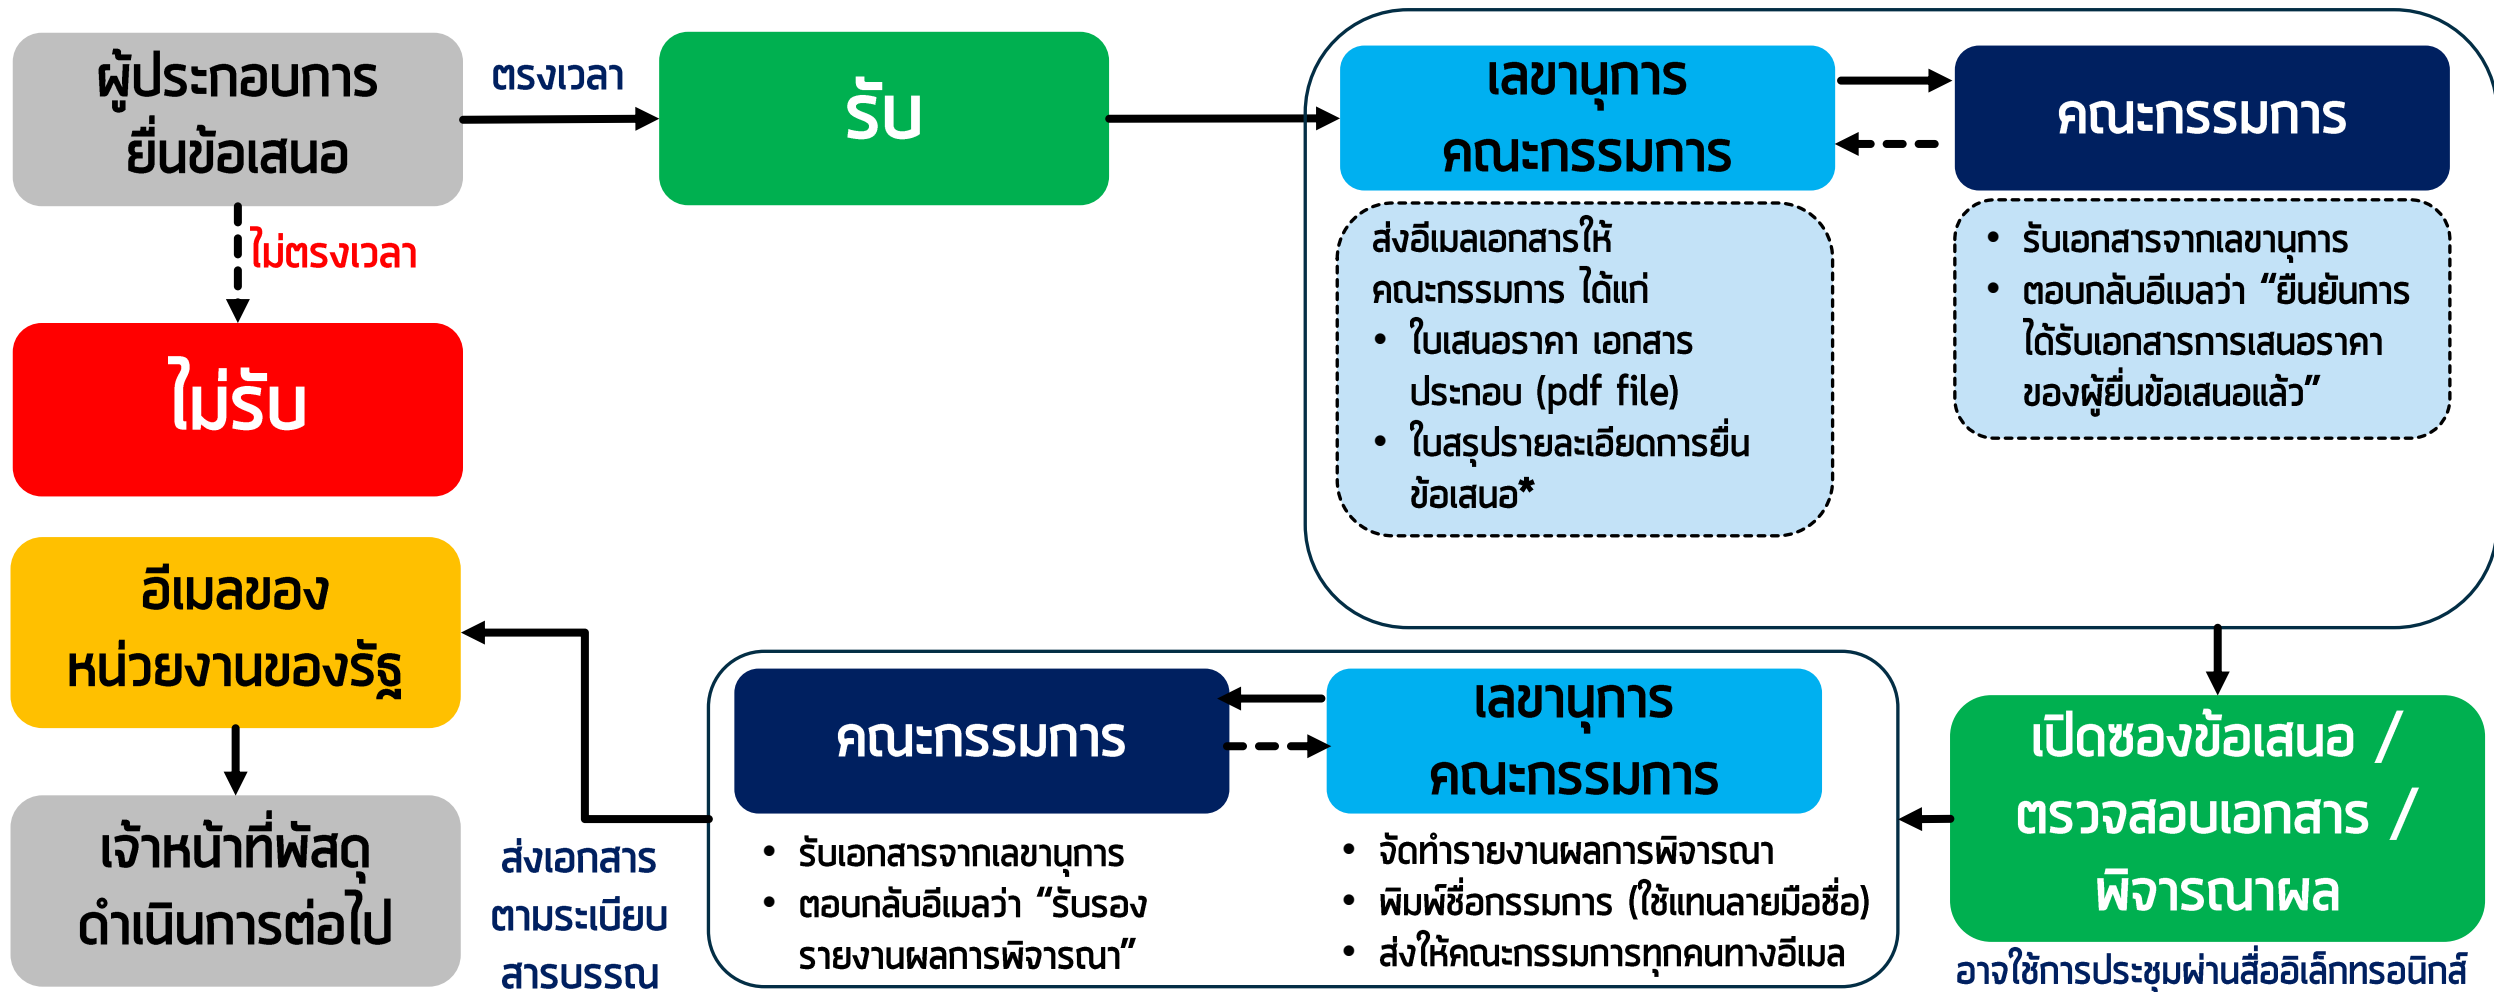 ผู้ประกอบการ
ยื่นข้อเสนอ
ตรงเวลา
รับ
ไม่ตรงเวลา
ไม่รับ
เลขานุการ
คณะกรรมการ
คณะกรรมการ
ส่งอีเมลเอกสารให้
คณะกรรมการ ได้แก่
• ใบเสนอราคา เอกสาร
ประกอบ (pdf file)
• ใบสรุปรายละเอียดการยื่น
ข้อเสนอ*
• รับเอกสารจากเลขานุการ
• ตอบกลับอีเมลว่า “ยืนยันการ
ได้รับเอกสารการเสนอราคา
ของผู้ยื่นข้อเสนอแล้ว”
เปิดซองข้อเสนอ /
ตรวจสอบเอกสาร /
พิจารณาผล
อาจใช้การประชุมผ่านสื่ออิเล็กทรอนิกส์
เลขานุการ
คณะกรรมการ
• จัดทำรายงานผลการพิจารณา
• พิมพ์ชื่อกรรมการ (ใช้แทนลายมือชื่อ)
• ส่งให้คณะกรรมการทุกคนทางอีเมล
คณะกรรมการ
• รับเอกสารจากเลขานุการ
• ตอบกลับอีเมลว่า “รับรอง
รายงานผลการพิจารณา”
ส่งเอกสาร
ตามระเบียบ
สารบรรณ
อีเมลของ
หน่วยงานของรัฐ
เจ้าหน้าที่พัสดุ
ดำเนินการต่อไป